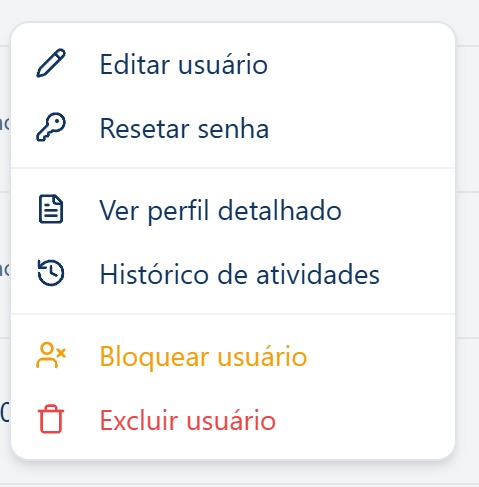 Editar usuário
Resetar senha
Ver perfil detalhado
Histórico de atividades
Bloquear usuário
Excluir usuário